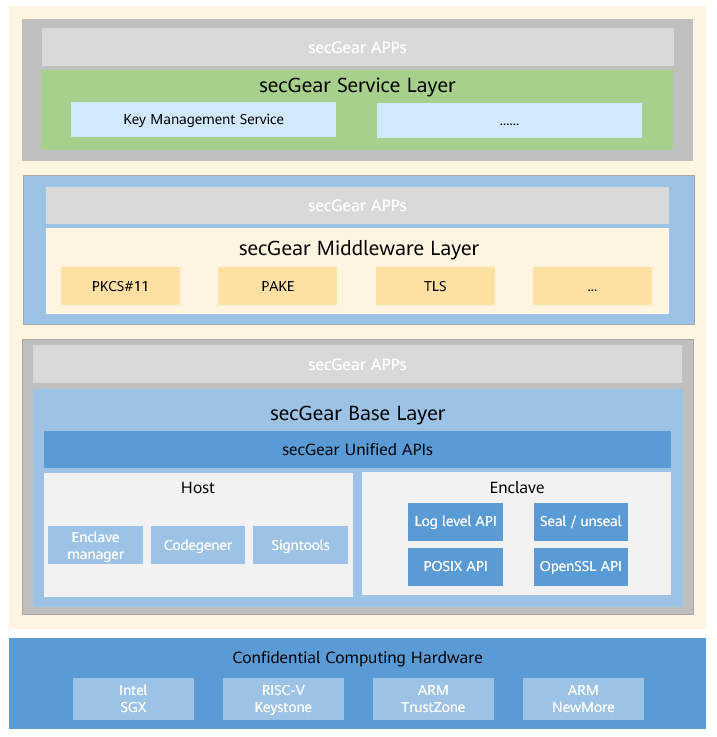 secGear APPs
secGear Service Layer
Key Management Service
......
secGear APPs
secGear Middleware Layer
PKCS#11
PAKE
TLS
...
secGear APPs
secGear Base Layer
secGear Unified APIs
Host
Enclave
manager
Codegener
Signtools
Enclave
Log level API
Seal / unseal
POSIX API
OpenSSL API
Confidential Computing Hardware
Intel
SGX
RISC-V
Keystone
ARM
TrustZone
ARM
NewMore